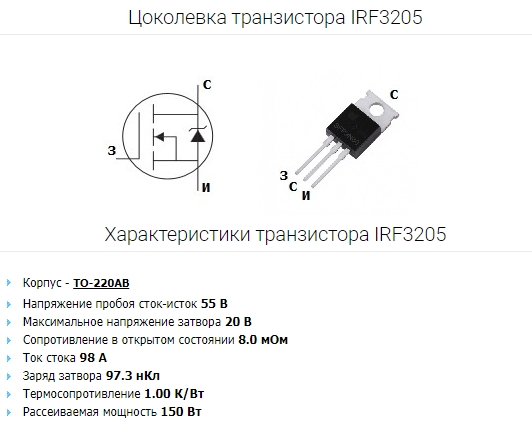 Цоколевка транзистора IRF3205
С
З
И
С
З
С
И
Характеристики транзистора IRF3205
Корпус - TO-220AB
Напряжение пробоя сток-исток 55 В
Максимальное напряжение затвора 20 В
Сопротивление в открытом состоянии 8.0 мОм
Ток стока 98 А
Заряд затвора 97.3 нКл
Термосопротивление 1.00 К/Вт
Рассеиваемая мощность 150 Вт